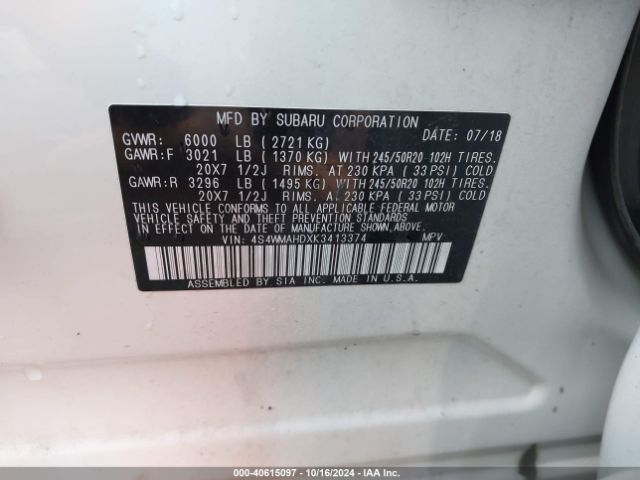 MFD BY SUBARU CORPORATION
GVWR: 6000 LB (2721 KG) DATE: 07/18
GAWR:F 3021 LB (1370 KG) WITH 245/50R20 102H TIRES.
20X7 1/2J RIMS. AT 230 KPA (33 PSI) COLD
GAWR:R 3296 LB (1495 KG) WITH 245/50R20 102H TIRES.
20X7 1/2J RIMS. AT 230 KPA (33 PSI) COLD
THIS VEHICLE CONFORMS TO ALL APPLICABLE FEDERAL MOTOR
VEHICLE SAFETY AND THEFT PREVENTION STANDARDS
IN EFFECT ON THE DATE OF MANUFACTURE SHOWN ABOVE.
VIN: 4S4WMAHDXK3413374 MPV
ASSEMBLED BY SIA INC. MADE IN U.S.A.
000-40615097 - 10/16/2024 - IAA Inc.